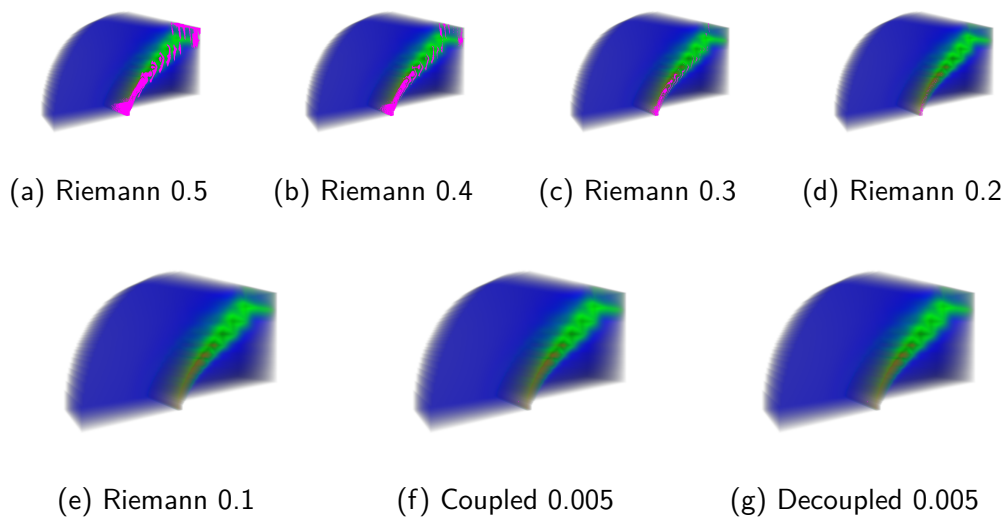 (a) Riemann 0.5
(b) Riemann 0.4
(c) Riemann 0.3
(d) Riemann 0.2
(e) Riemann 0.1
(f) Coupled 0.005
(g) Decoupled 0.005